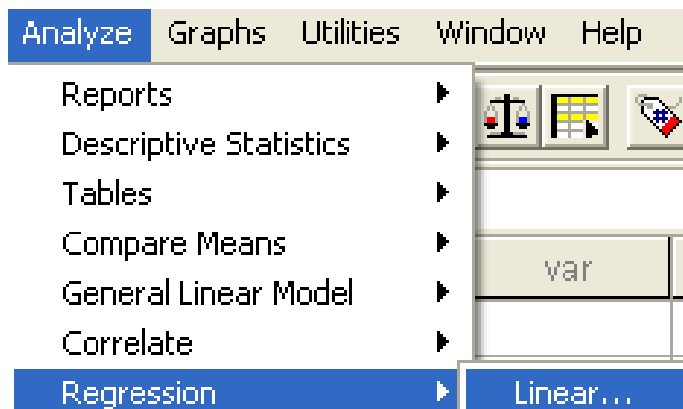 Analyze Graphs Utilities Window Help
Reports
Descriptive Statistics
Tables
Compare Means
var
General Linear Model
Correlate
Regression Linear...